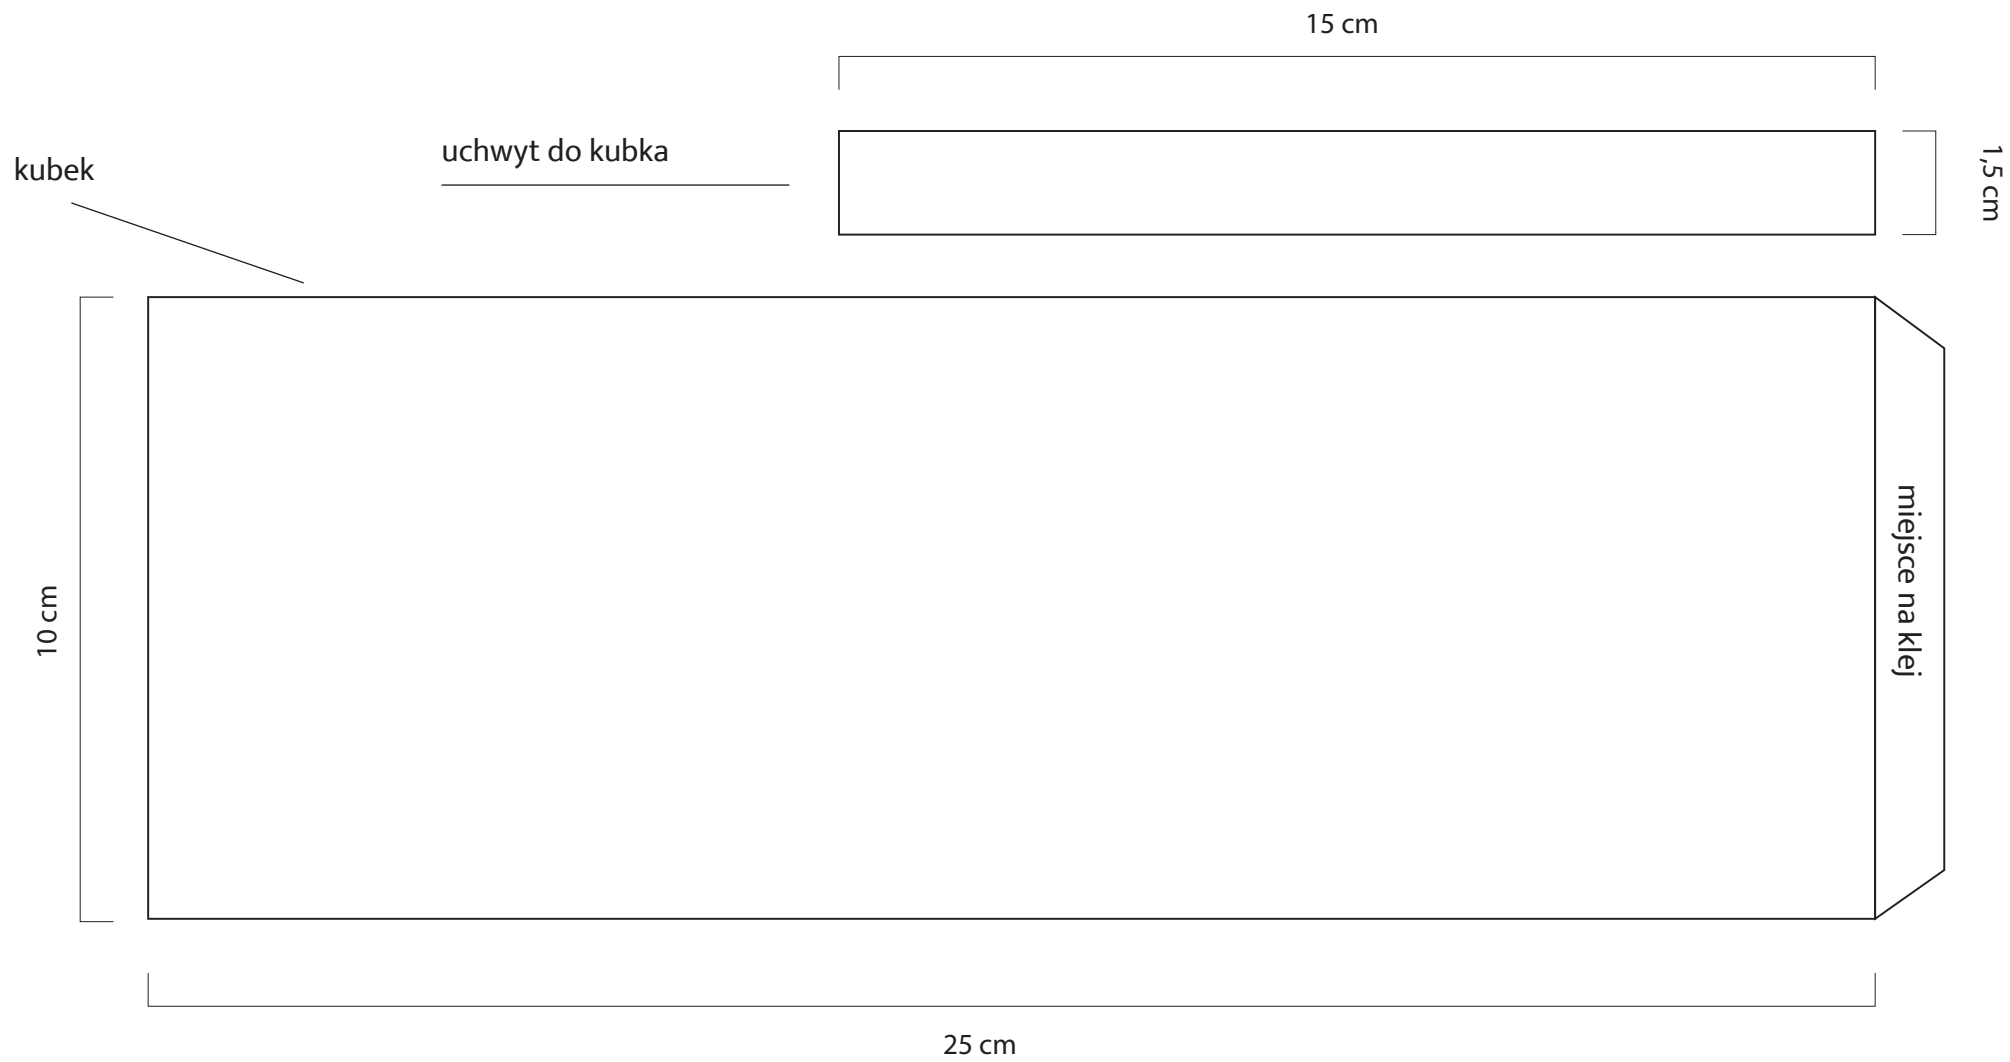 15 cm
uchwyt do kubka
1,5 cm
kubek
10 cm
miejsce na klej
25 cm